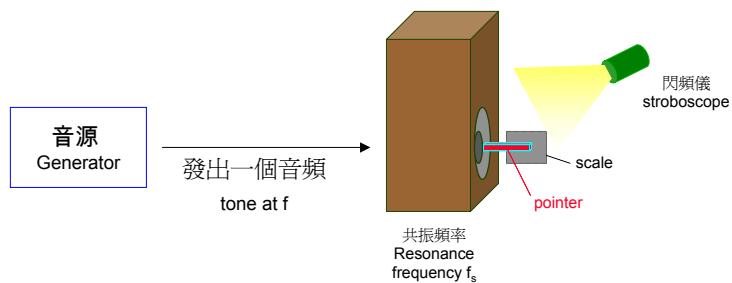 音源
Generator
發出一個音頻
tone at f
共振頻率
Resonance
frequency fs
pointer
scale
閃頻儀
stroboscope